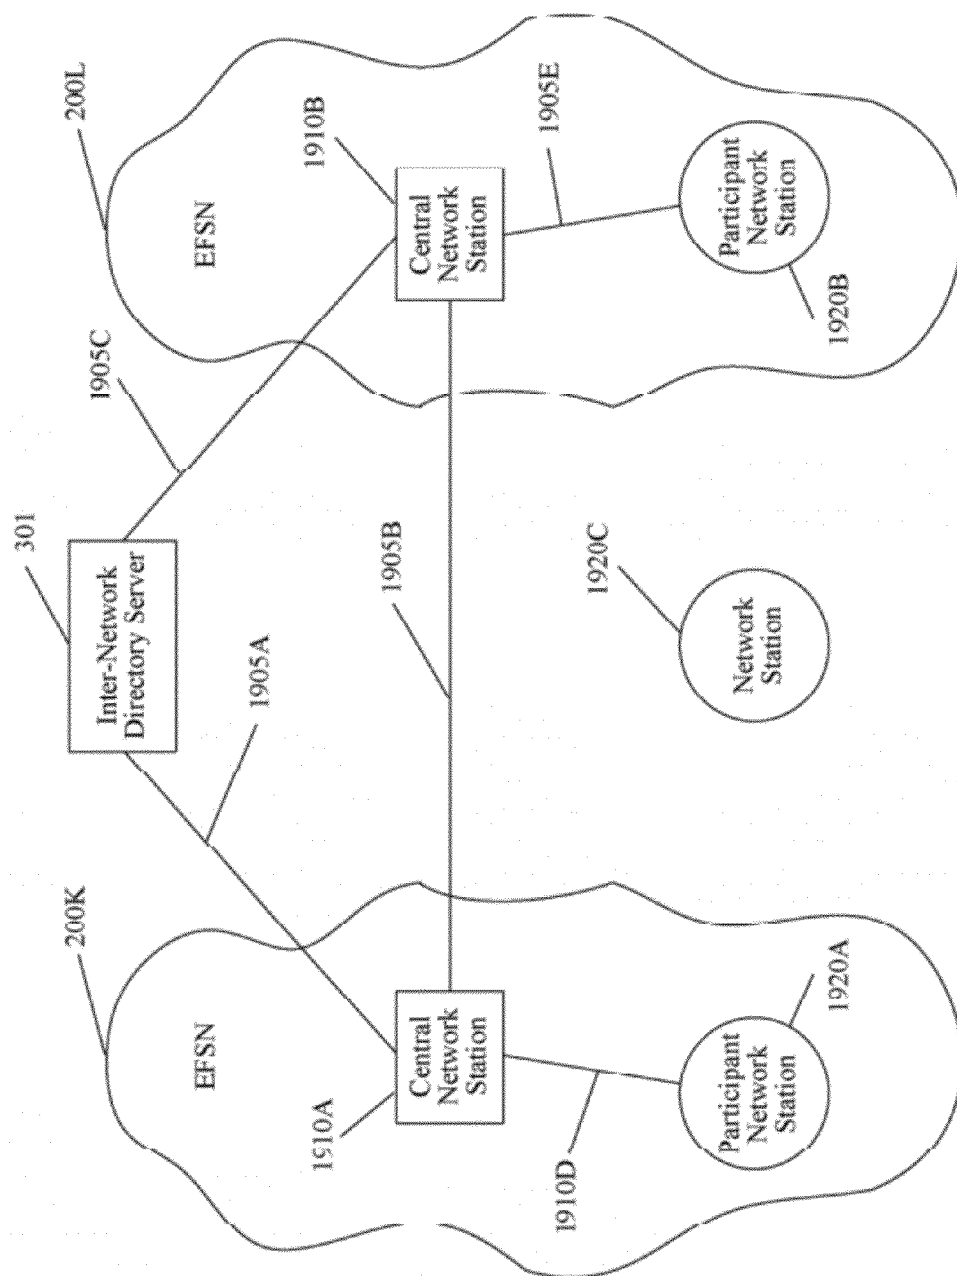 301
Inter-Network
Directory Server
200K
200L
1905C
EFSN
EFSN
1905A
1910A
1910B
Central
Network
Station
Central
Network
Station
1905B
1910D
1905E
1920C
Participant
Network
Station
Network
Station
Participant
Network
Station
1920A
1920B